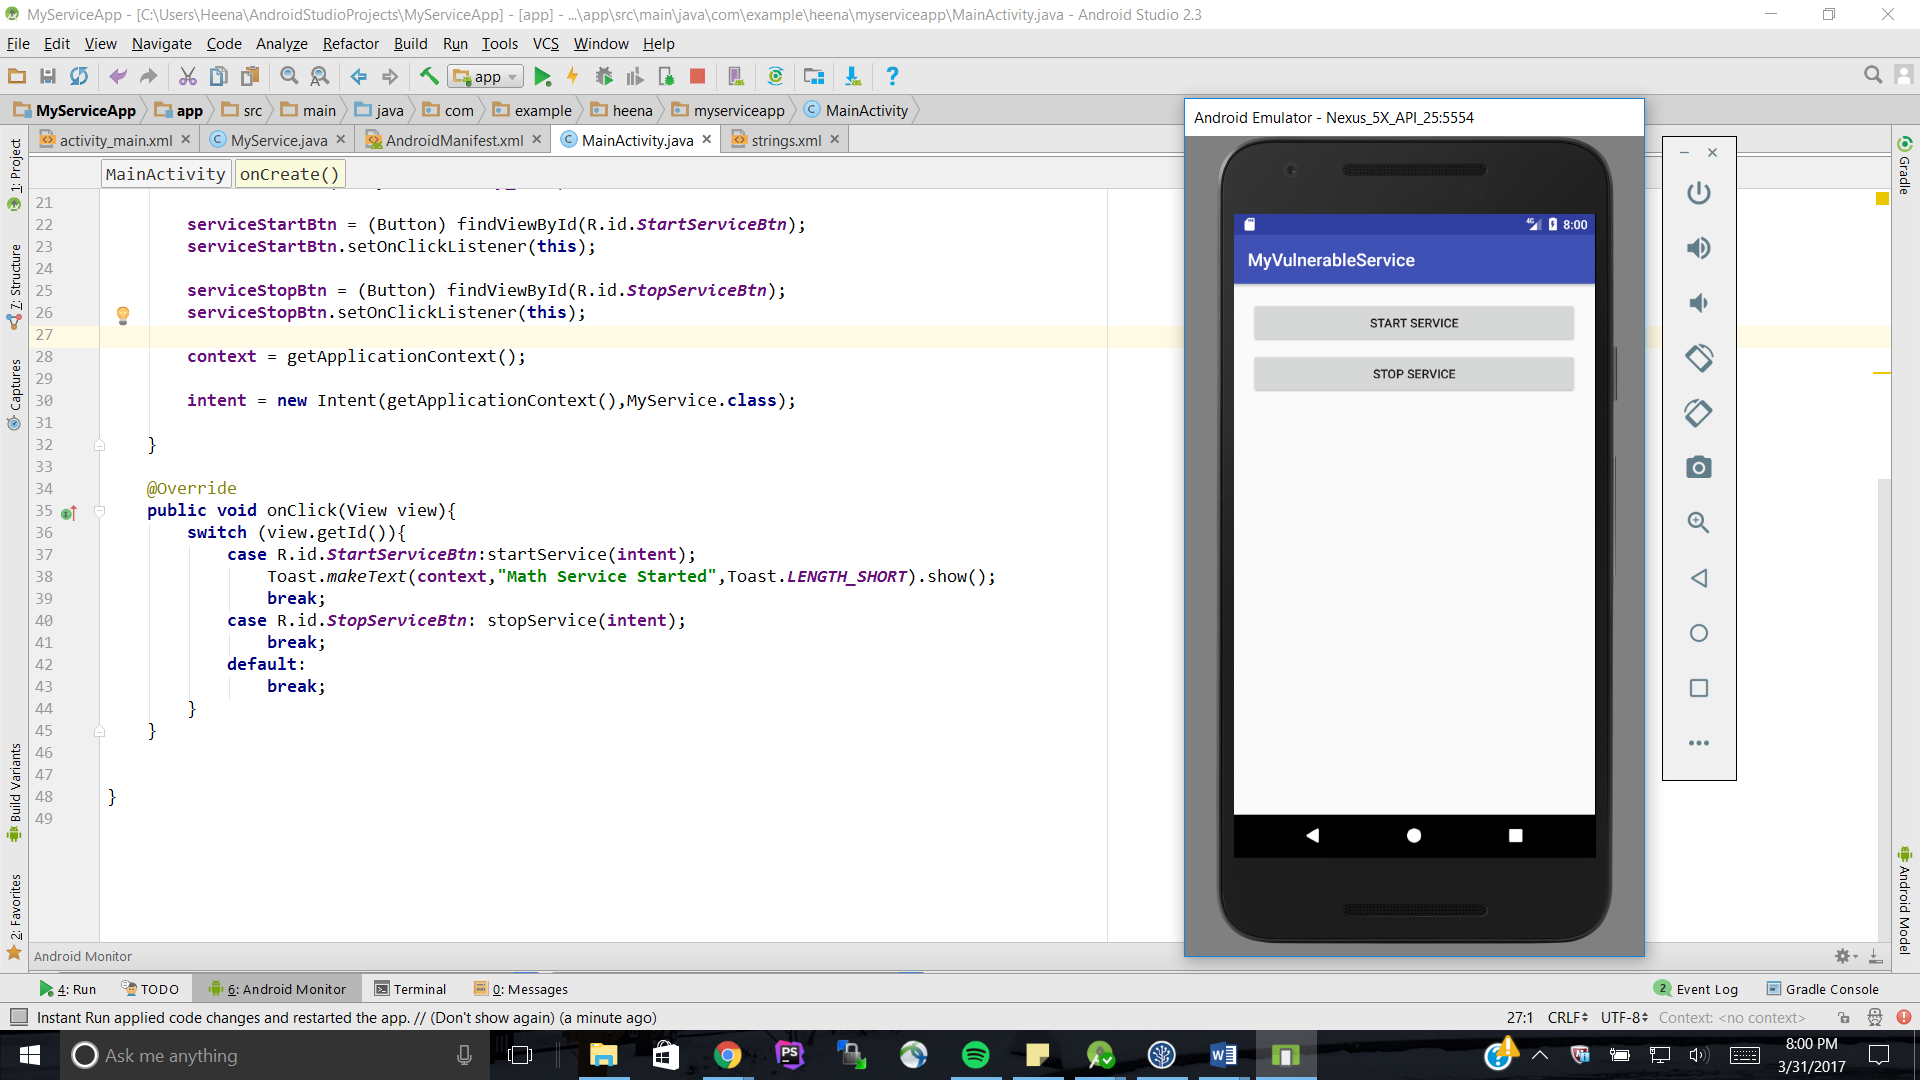 MyServiceApp - [C:\Users\Heena\AndroidStudioProjects\MyServiceApp] - [app] - ...\app\src\main\java\com\example\heena\myserviceapp\MainActivity.java - Android Studio 2.3
File Edit View Navigate Code Analyze Refactor Build Run Tools VCS Window Help
app
MyServiceApp app src main java com example heena myserviceapp MainActivity
activity_main.xml MyService.java AndroidManifest.xml MainActivity.java strings.xml
MainActivity onCreate()
21
22 serviceStartBtn = (Button) findViewById(R.id.StartServiceBtn);
23 serviceStartBtn.setOnClickListener(this);
24
25 serviceStopBtn = (Button) findViewById(R.id.StopServiceBtn);
26 serviceStopBtn.setOnClickListener(this);
27
28 context = getApplicationContext();
29
30 intent = new Intent(getApplicationContext(),MyService.class);
31
32 }
33
34 @Override
35 public void onClick(View view){
36 switch (view.getId()){
37 case R.id.StartServiceBtn:startService(intent);
38 Toast.makeText(context,"Math Service Started",Toast.LENGTH_SHORT).show();
39 break;
40 case R.id.StopServiceBtn: stopService(intent);
41 break;
42 default:
43 break;
44 }
45 }
46
47
48 }
49
1: Project
7: Structure
Captures
Build Variants
2: Favorites
Android Emulator - Nexus_5X_API_25:5554
4G 8:00
MyVulnerableService
START SERVICE
STOP SERVICE
Gradle
Android Model
Android Monitor
4: Run TODO 6: Android Monitor Terminal 0: Messages 2 Event Log Gradle Console
Instant Run applied code changes and restarted the app. // (Don't show again) (a minute ago) 27:1 CRLF UTF-8 Context: <no context>
Ask me anything
PS
W
8:00 PM
3/31/2017